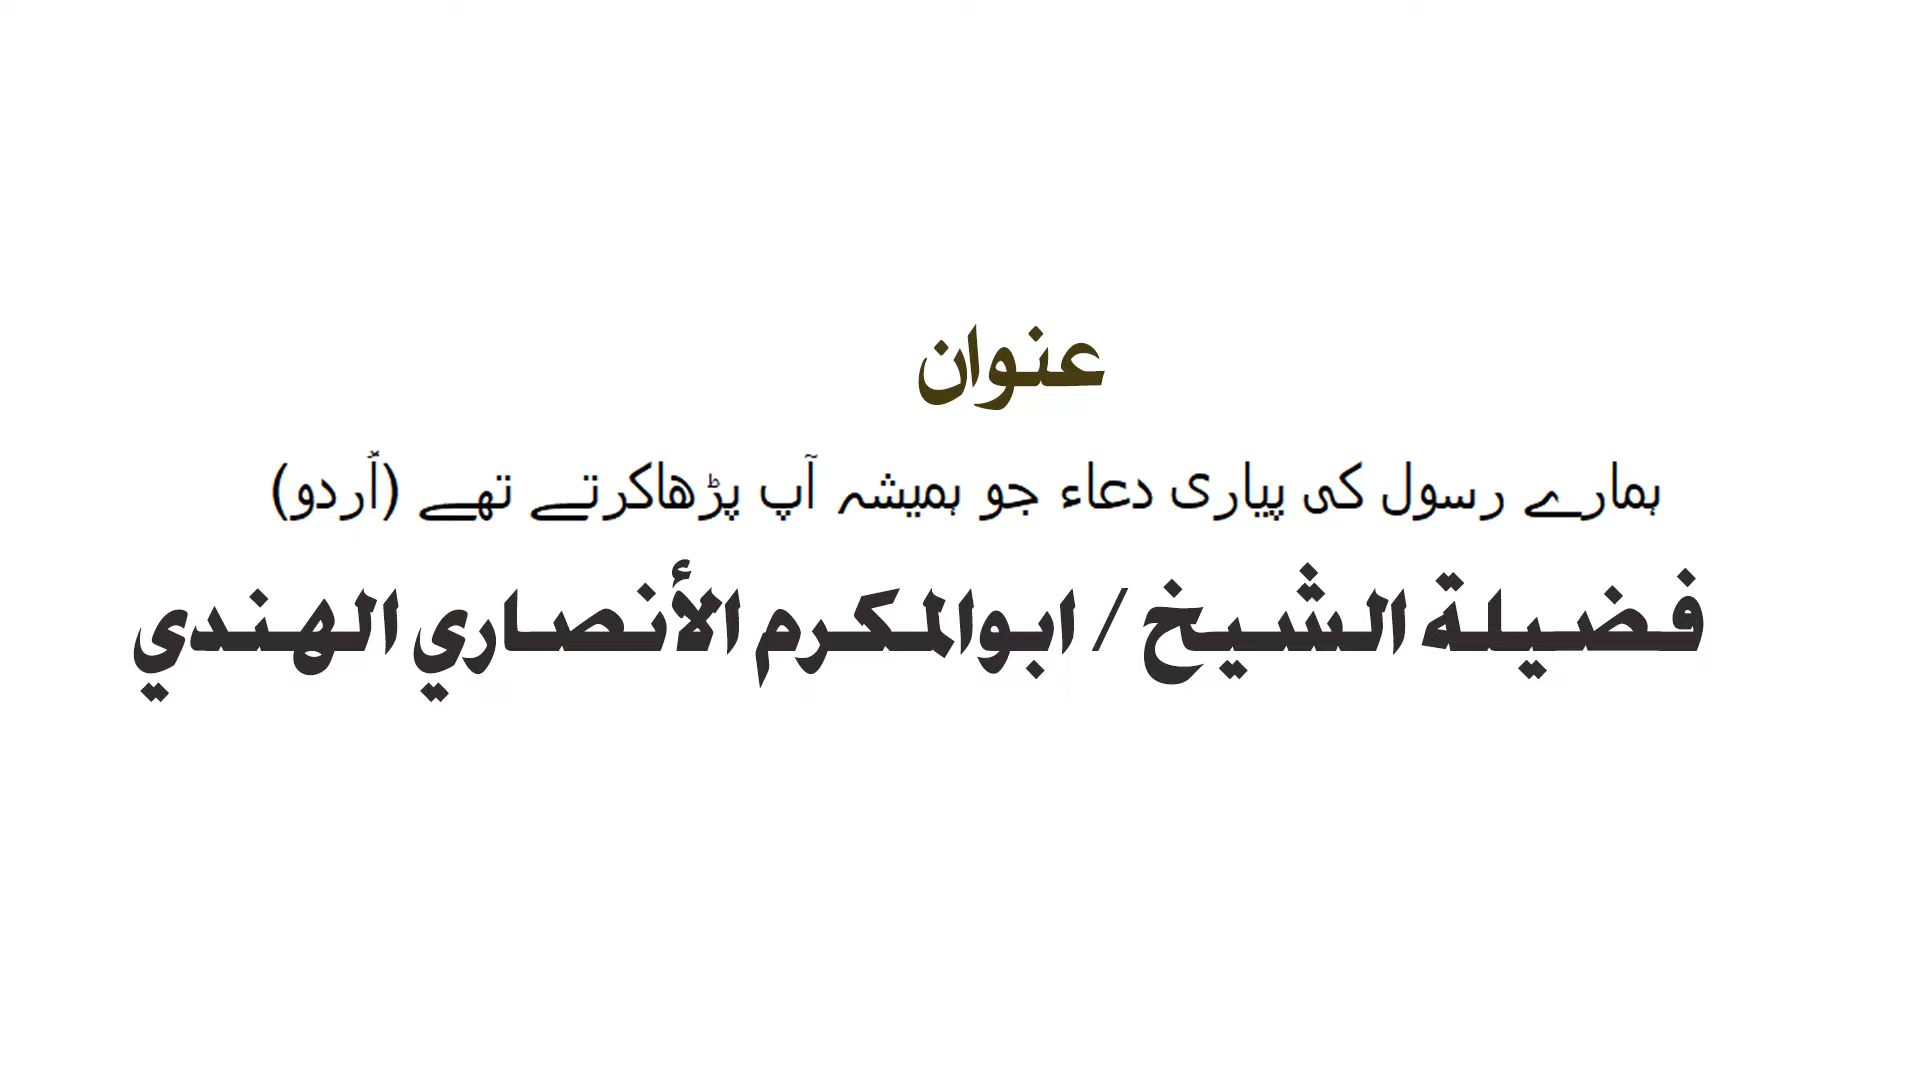 عنوان
ہمارے رسول کی پیاری دعاء جو ہمیشہ آپ پڑھاکرتے تھے (اُردو)
فضيلة الشيخ / ابوالمكرم الأنصاري الهندي